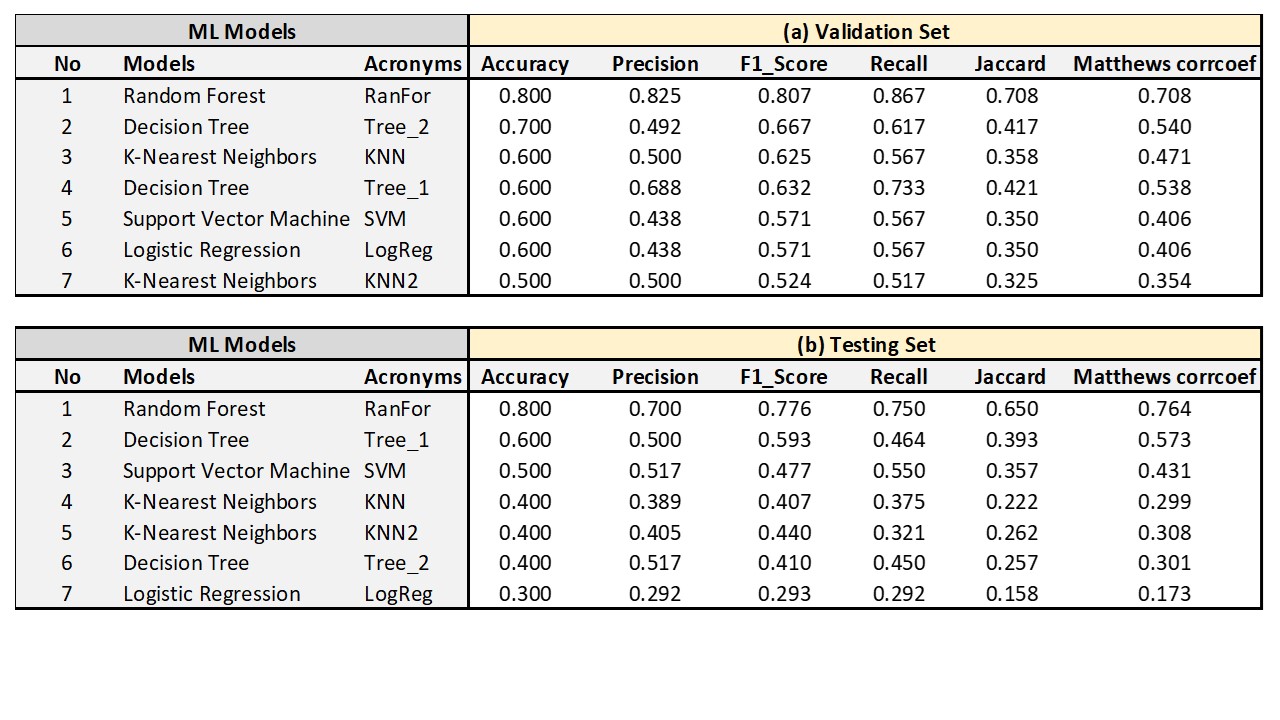 ML Models (a) Validation Set
No Models Acronyms Accuracy Precision F1_Score Recall Jaccard Matthews corrcoef
1 Random Forest RanFor 0.800 0.825 0.807 0.867 0.708 0.708
2 Decision Tree Tree_2 0.700 0.492 0.667 0.617 0.417 0.540
3 K-Nearest Neighbors KNN 0.600 0.500 0.625 0.567 0.358 0.471
4 Decision Tree Tree_1 0.600 0.688 0.632 0.733 0.421 0.538
5 Support Vector Machine SVM 0.600 0.438 0.571 0.567 0.350 0.406
6 Logistic Regression LogReg 0.600 0.438 0.571 0.567 0.350 0.406
7 K-Nearest Neighbors KNN2 0.500 0.500 0.524 0.517 0.325 0.354
ML Models (b) Testing Set
No Models Acronyms Accuracy Precision F1_Score Recall Jaccard Matthews corrcoef
1 Random Forest RanFor 0.800 0.700 0.776 0.750 0.650 0.764
2 Decision Tree Tree_1 0.600 0.500 0.593 0.464 0.393 0.573
3 Support Vector Machine SVM 0.500 0.517 0.477 0.550 0.357 0.431
4 K-Nearest Neighbors KNN 0.400 0.389 0.407 0.375 0.222 0.299
5 K-Nearest Neighbors KNN2 0.400 0.405 0.440 0.321 0.262 0.308
6 Decision Tree Tree_2 0.400 0.517 0.410 0.450 0.257 0.301
7 Logistic Regression LogReg 0.300 0.292 0.293 0.292 0.158 0.173